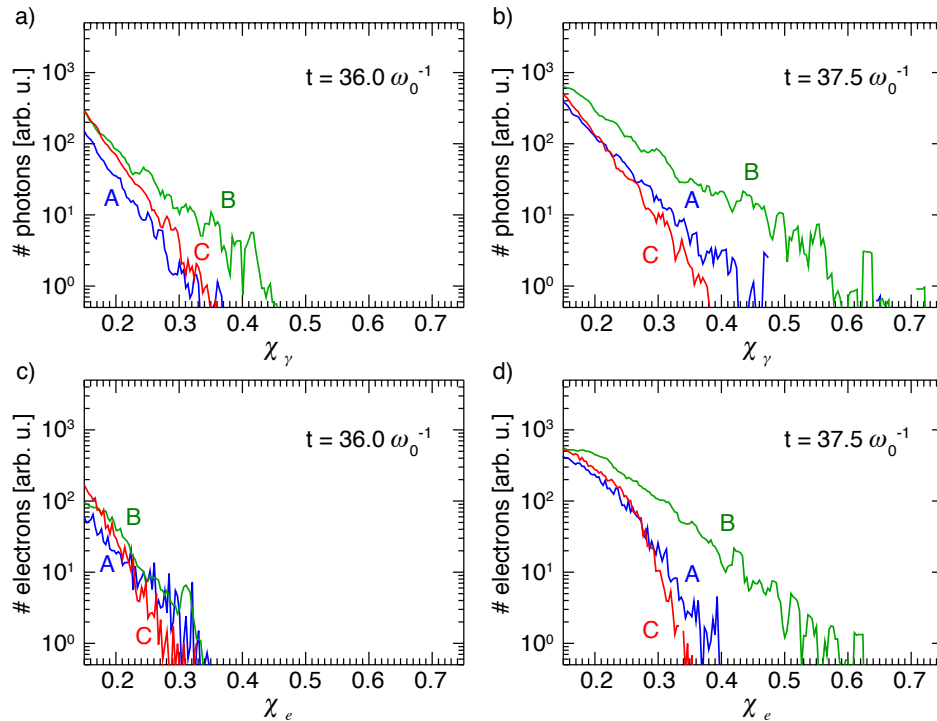 a)
# photons [arb. u.]
10³
10²
10¹
10⁰
t = 36.0 ω₀⁻¹
A
B
C
0.2 0.3 0.4 0.5 0.6 0.7
χ γ
b)
# photons [arb. u.]
10³
10²
10¹
10⁰
t = 37.5 ω₀⁻¹
A
B
C
0.2 0.3 0.4 0.5 0.6 0.7
χ γ
c)
# electrons [arb. u.]
10³
10²
10¹
10⁰
t = 36.0 ω₀⁻¹
B
A
C
0.2 0.3 0.4 0.5 0.6 0.7
χ e
d)
# electrons [arb. u.]
10³
10²
10¹
10⁰
t = 37.5 ω₀⁻¹
B
A
C
0.2 0.3 0.4 0.5 0.6 0.7
χ e